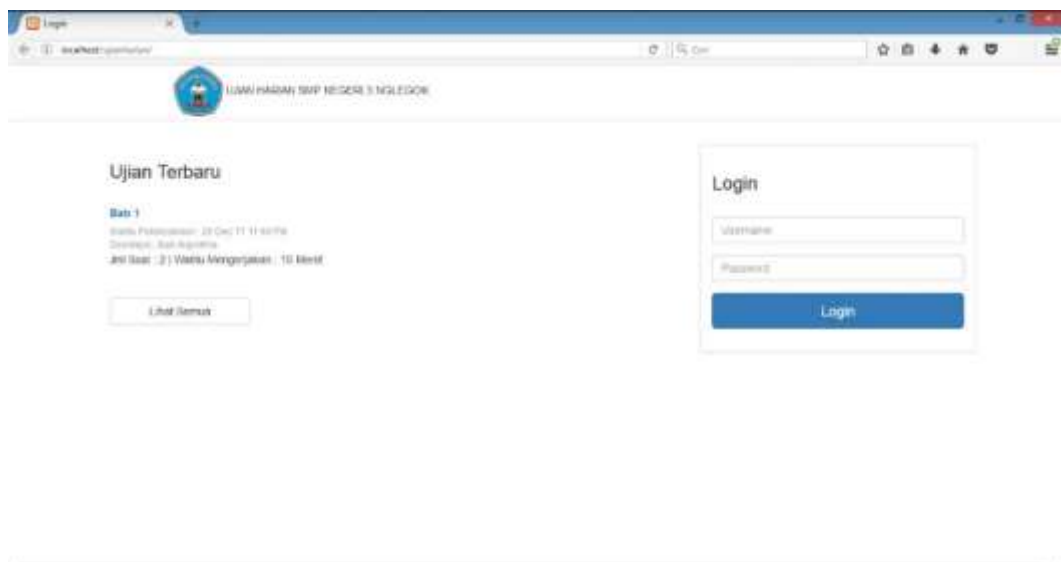 Login
localhost
UJIAN HARIAN SMP NEGERI 3 NGLEGOK
Ujian Terbaru
Bab 1
Jml Soal : 2 | Waktu Mengerjakan : 10 Menit
Lihat Semua
Login
Username
Password
Login